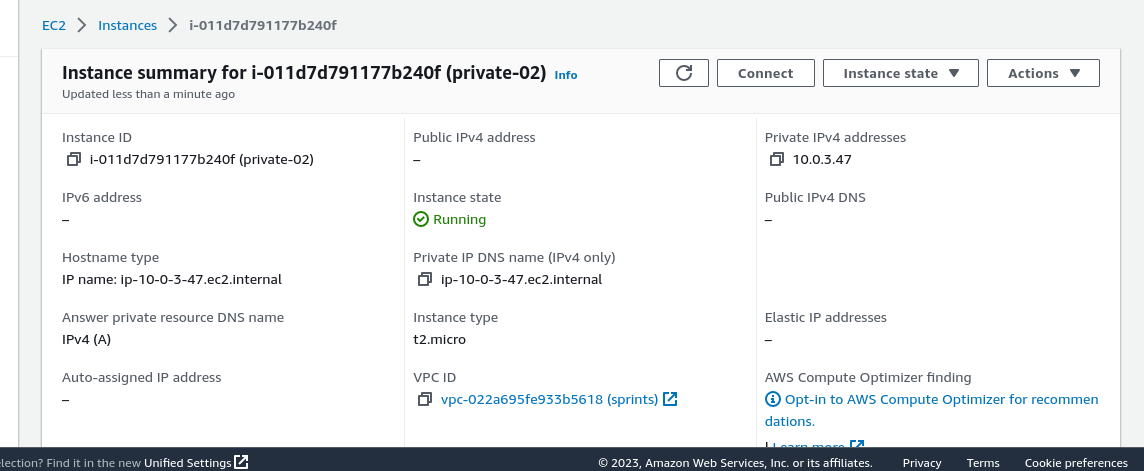 EC2 Instances i-011d7d791177b240f
Instance summary for i-011d7d791177b240f (private-02) Info
Updated less than a minute ago
Connect
Instance state
Actions
Instance ID
i-011d7d791177b240f (private-02)
Public IPv4 address
–
Private IPv4 addresses
10.0.3.47
IPv6 address
–
Instance state
Running
Public IPv4 DNS
–
Hostname type
IP name: ip-10-0-3-47.ec2.internal
Private IP DNS name (IPv4 only)
ip-10-0-3-47.ec2.internal
Answer private resource DNS name
IPv4 (A)
Instance type
t2.micro
Elastic IP addresses
–
Auto-assigned IP address
–
VPC ID
vpc-022a695fe933b5618 (sprints)
AWS Compute Optimizer finding
Opt-in to AWS Compute Optimizer for recommen
dations.
| Learn more
election? Find it in the new Unified Settings
© 2023, Amazon Web Services, Inc. or its affiliates. Privacy Terms Cookie preferences